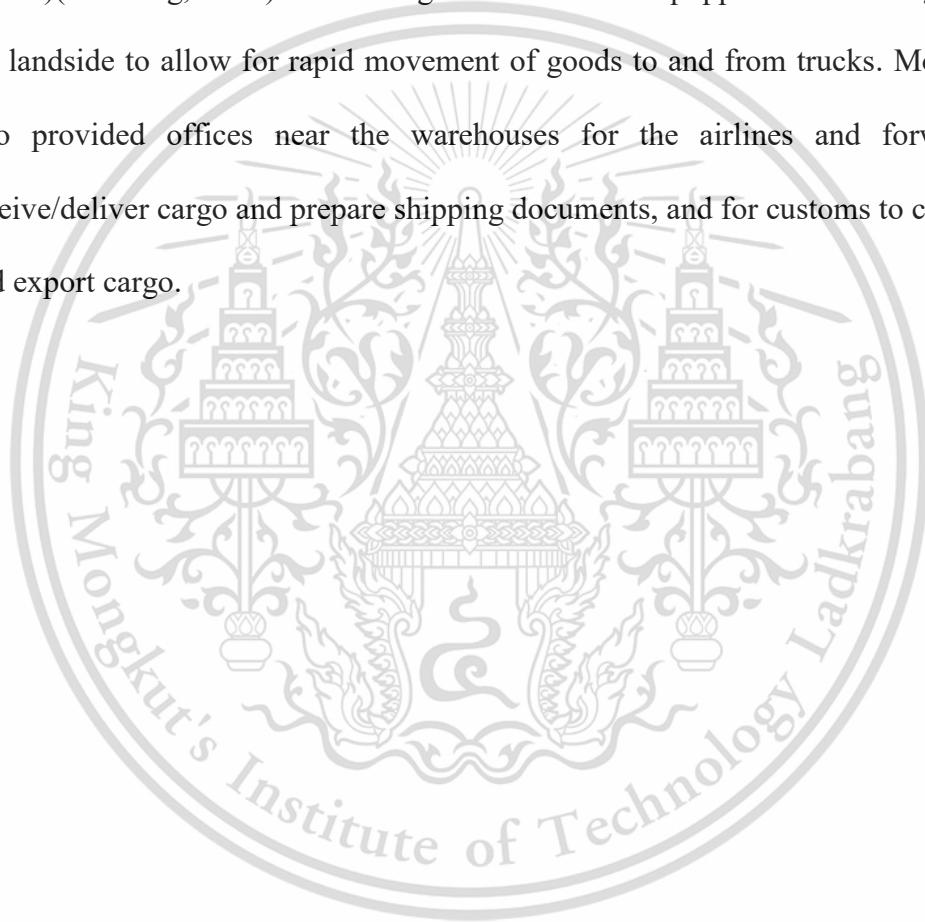 landside to allow for rapid movement of goods to and from trucks.
provided offices near the warehouses for the airlines and
/deliver cargo and prepare shipping documents, and for customs to
export cargo.
King Mongkut's Institute of Technology Ladkrabang